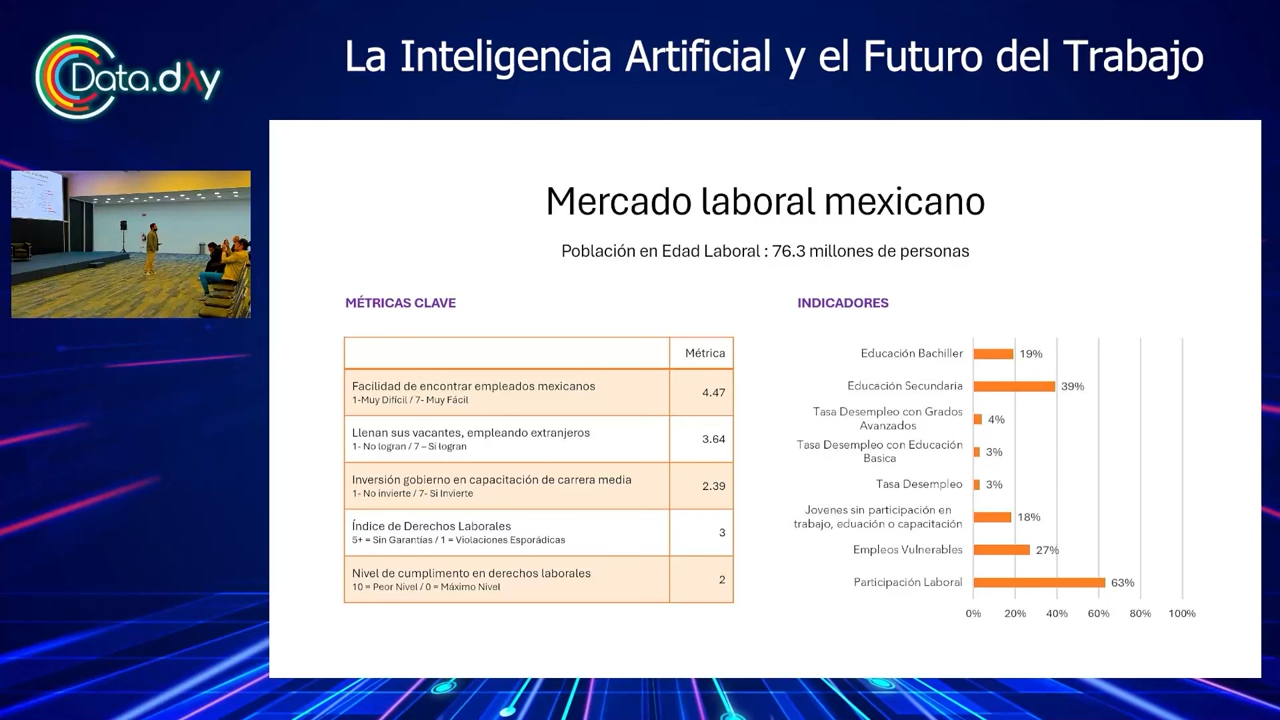 Data.dλy
La Inteligencia Artificial y el Futuro del Trabajo
Mercado laboral mexicano
Población en Edad Laboral : 76.3 millones de personas
MÉTRICAS CLAVE
Métrica
Facilidad de encontrar empleados mexicanos
1-Muy Difícil / 7- Muy Fácil
4.47
Llenan sus vacantes, empleando extranjeros
1- No logran / 7 – Si logran
3.64
Inversión gobierno en capacitación de carrera media
1- No invierte / 7- Si Invierte
2.39
Índice de Derechos Laborales
5+ = Sin Garantías / 1 = Violaciones Esporádicas
3
Nivel de cumplimento en derechos laborales
10 = Peor Nivel / 0 = Máximo Nivel
2
INDICADORES
Educación Bachiller 19%
Educación Secundaria 39%
Tasa Desempleo con Grados
Avanzados 4%
Tasa Desempleo con Educación
Basica 3%
Tasa Desempleo 3%
Jovenes sin participación en
trabajo, eduación o capacitación 18%
Empleos Vulnerables 27%
Participación Laboral 63%
0% 20% 40% 60% 80% 100%